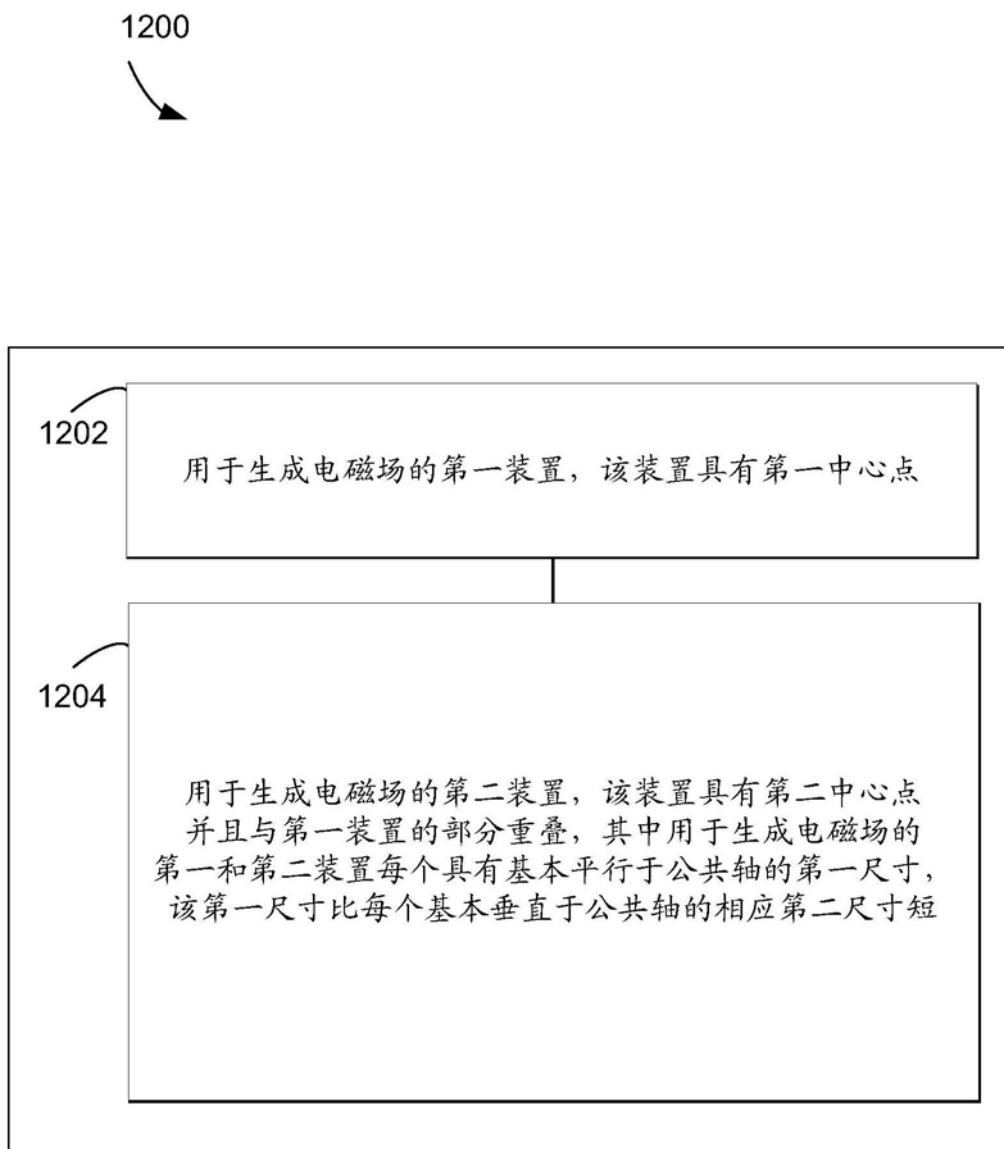 1200
1202
用于生成电磁场的第一装置，该装置具有第一中心点
1204
用于生成电磁场的第二装置，该装置具有第二中心点
并且与第一装置的部分重叠，其中用于生成电磁场的
第一和第二装置每个具有基本平行于公共轴的第一尺寸，
该第一尺寸比每个基本垂直于公共轴的相应第二尺寸短